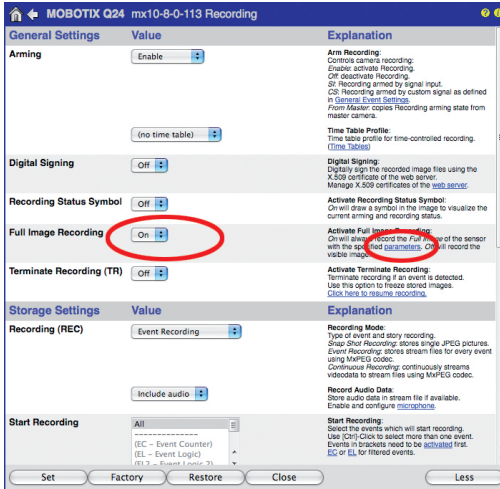 MOBOTIX Q24 mx10-8-0-113 Recording
General Settings Value Explanation
Arming
Enable
Arm Recording:
Controls camera recording:
Enable: activate Recording.
Off: deactivate Recording.
SI: Recording armed by signal input.
CS: Recording armed by custom signal as defined
in General Event Settings.
From Master: copies Recording arming state from
master camera.
(no time table)
Time Table Profile:
Time table profile for time-controlled recording.
(Time Tables)
Digital Signing
Off
Digital Signing:
Digitally sign the recorded image files using the
X.509 certificate of the web server.
Manage X.509 certificates of the web server.
Recording Status Symbol
Off
Activate Recording Status Symbol:
On will draw a symbol in the image to visualize the
current arming and recording status.
Full Image Recording
On
Activate Full Image Recording:
On will always record the Full Image of the sensor
with the specified parameters. Off will record the
visible image
Terminate Recording (TR)
Off
Activate Terminate Recording:
Terminate recording if an event is detected.
Use this option to freeze stored images.
Click here to resume recording.
Storage Settings Value Explanation
Recording (REC)
Event Recording
Recording Mode:
Type of event and story recording.
Snap Shot Recording: stores single JPEG pictures.
Event Recording: stores stream files for every event
using MxPEG codec.
Continuous Recording: continuously streams
videodata to stream files using MxPEG codec.
Include audio
Record Audio Data:
Store audio data in stream file if available.
Enable and configure microphone.
Start Recording
All
--------------
(EC – Event Counter)
(EL – Event Logic)
(EL2 – Event Logic 2)
Start Recording:
Select the events which will start recording.
Use [Ctrl]-Click to select more than one event.
Events in brackets need to be activated first.
EC or EL for filtered events.
Set Factory Restore Close Less